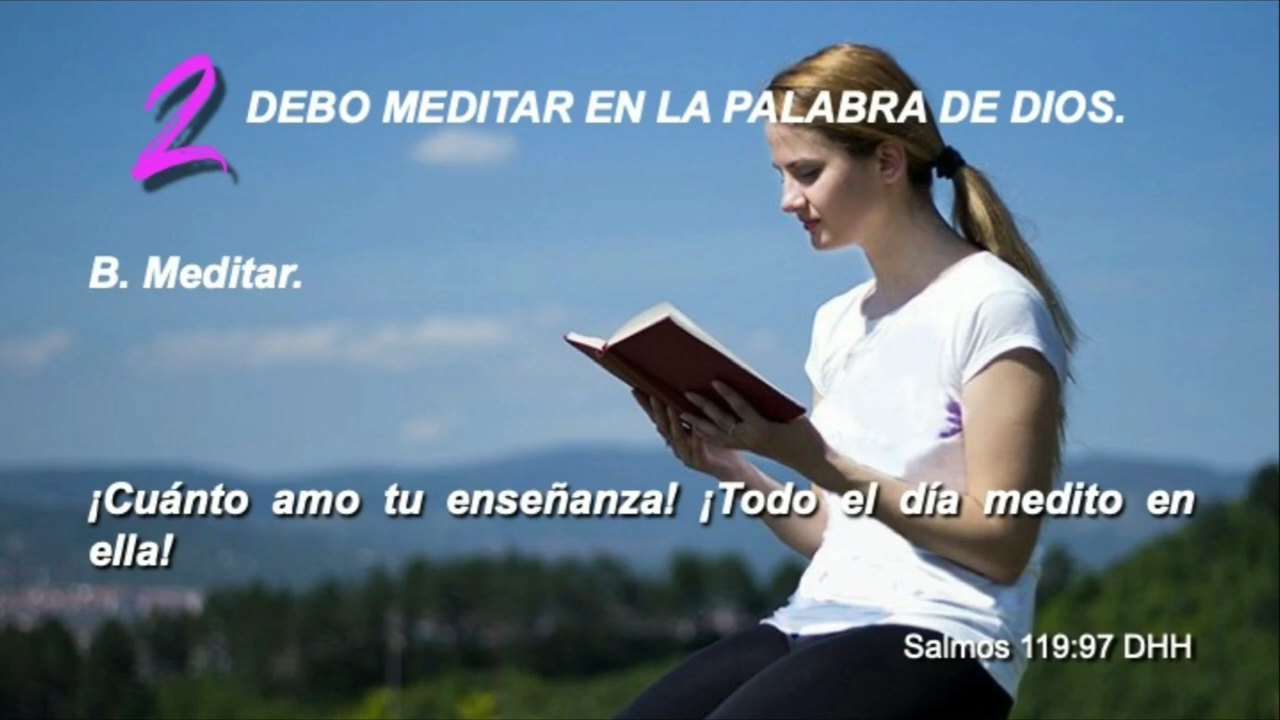 2 DEBO MEDITAR EN LA PALABRA DE DIOS.
B. Meditar.
¡Cuánto amo tu enseñanza! ¡Todo el día medito en
ella!
Salmos 119:97 DHH